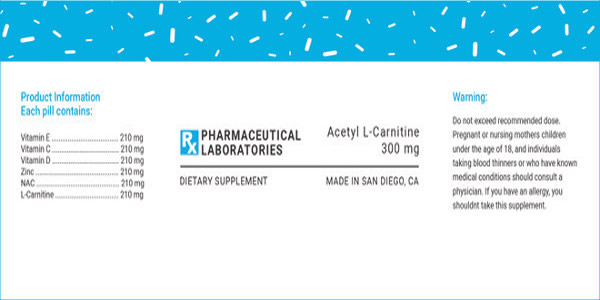 Product Information
Each pill contains:
Vitamin E ................................ 210 mg
Vitamin C ................................ 210 mg
Vitamin D ................................ 210 mg
Zinc ........................................ 210 mg
NAC ........................................ 210 mg
L-Carnitine .............................. 210 mg
Rx PHARMACEUTICAL
LABORATORIES
Acetyl L-Carnitine
300 mg
DIETARY SUPPLEMENT
MADE IN SAN DIEGO, CA
Warning:
Do not exceed recommended dose.
Pregnant or nursing mothers children
under the age of 18, and individuals
taking blood thinners or who have known
medical conditions should consult a
physician. If you have an allergy, you
shouldnt take this supplement.